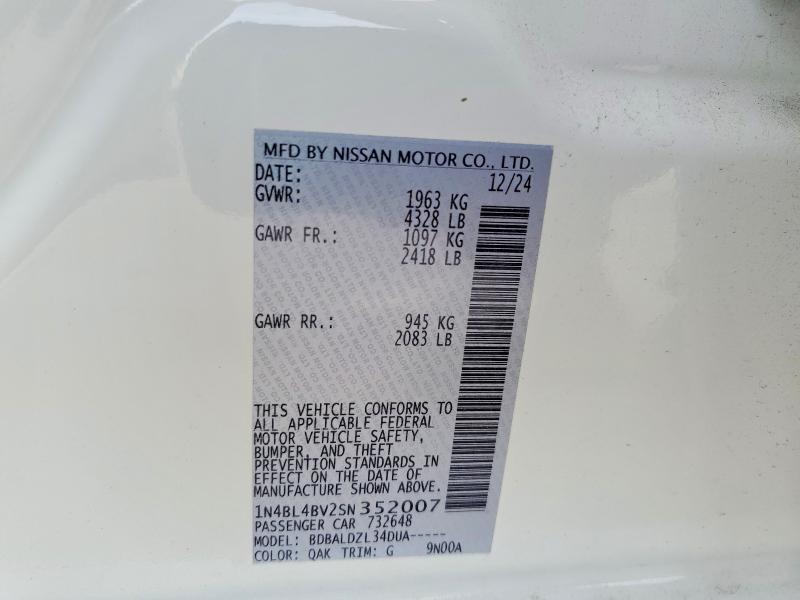 MFD BY NISSAN MOTOR CO., LTD.
DATE: 12/24
GVWR: 1963 KG
4328 LB
GAWR FR.: 1097 KG
2418 LB
GAWR RR.: 945 KG
2083 LB
THIS VEHICLE CONFORMS TO
ALL APPLICABLE FEDERAL
MOTOR VEHICLE SAFETY,
BUMPER, AND THEFT
PREVENTION STANDARDS IN
EFFECT ON THE DATE OF
MANUFACTURE SHOWN ABOVE.
1N4BL4BV2SN352007
PASSENGER CAR 732648
MODEL: BDBALDZL34DUA-----
COLOR: QAK TRIM: G 9N00A